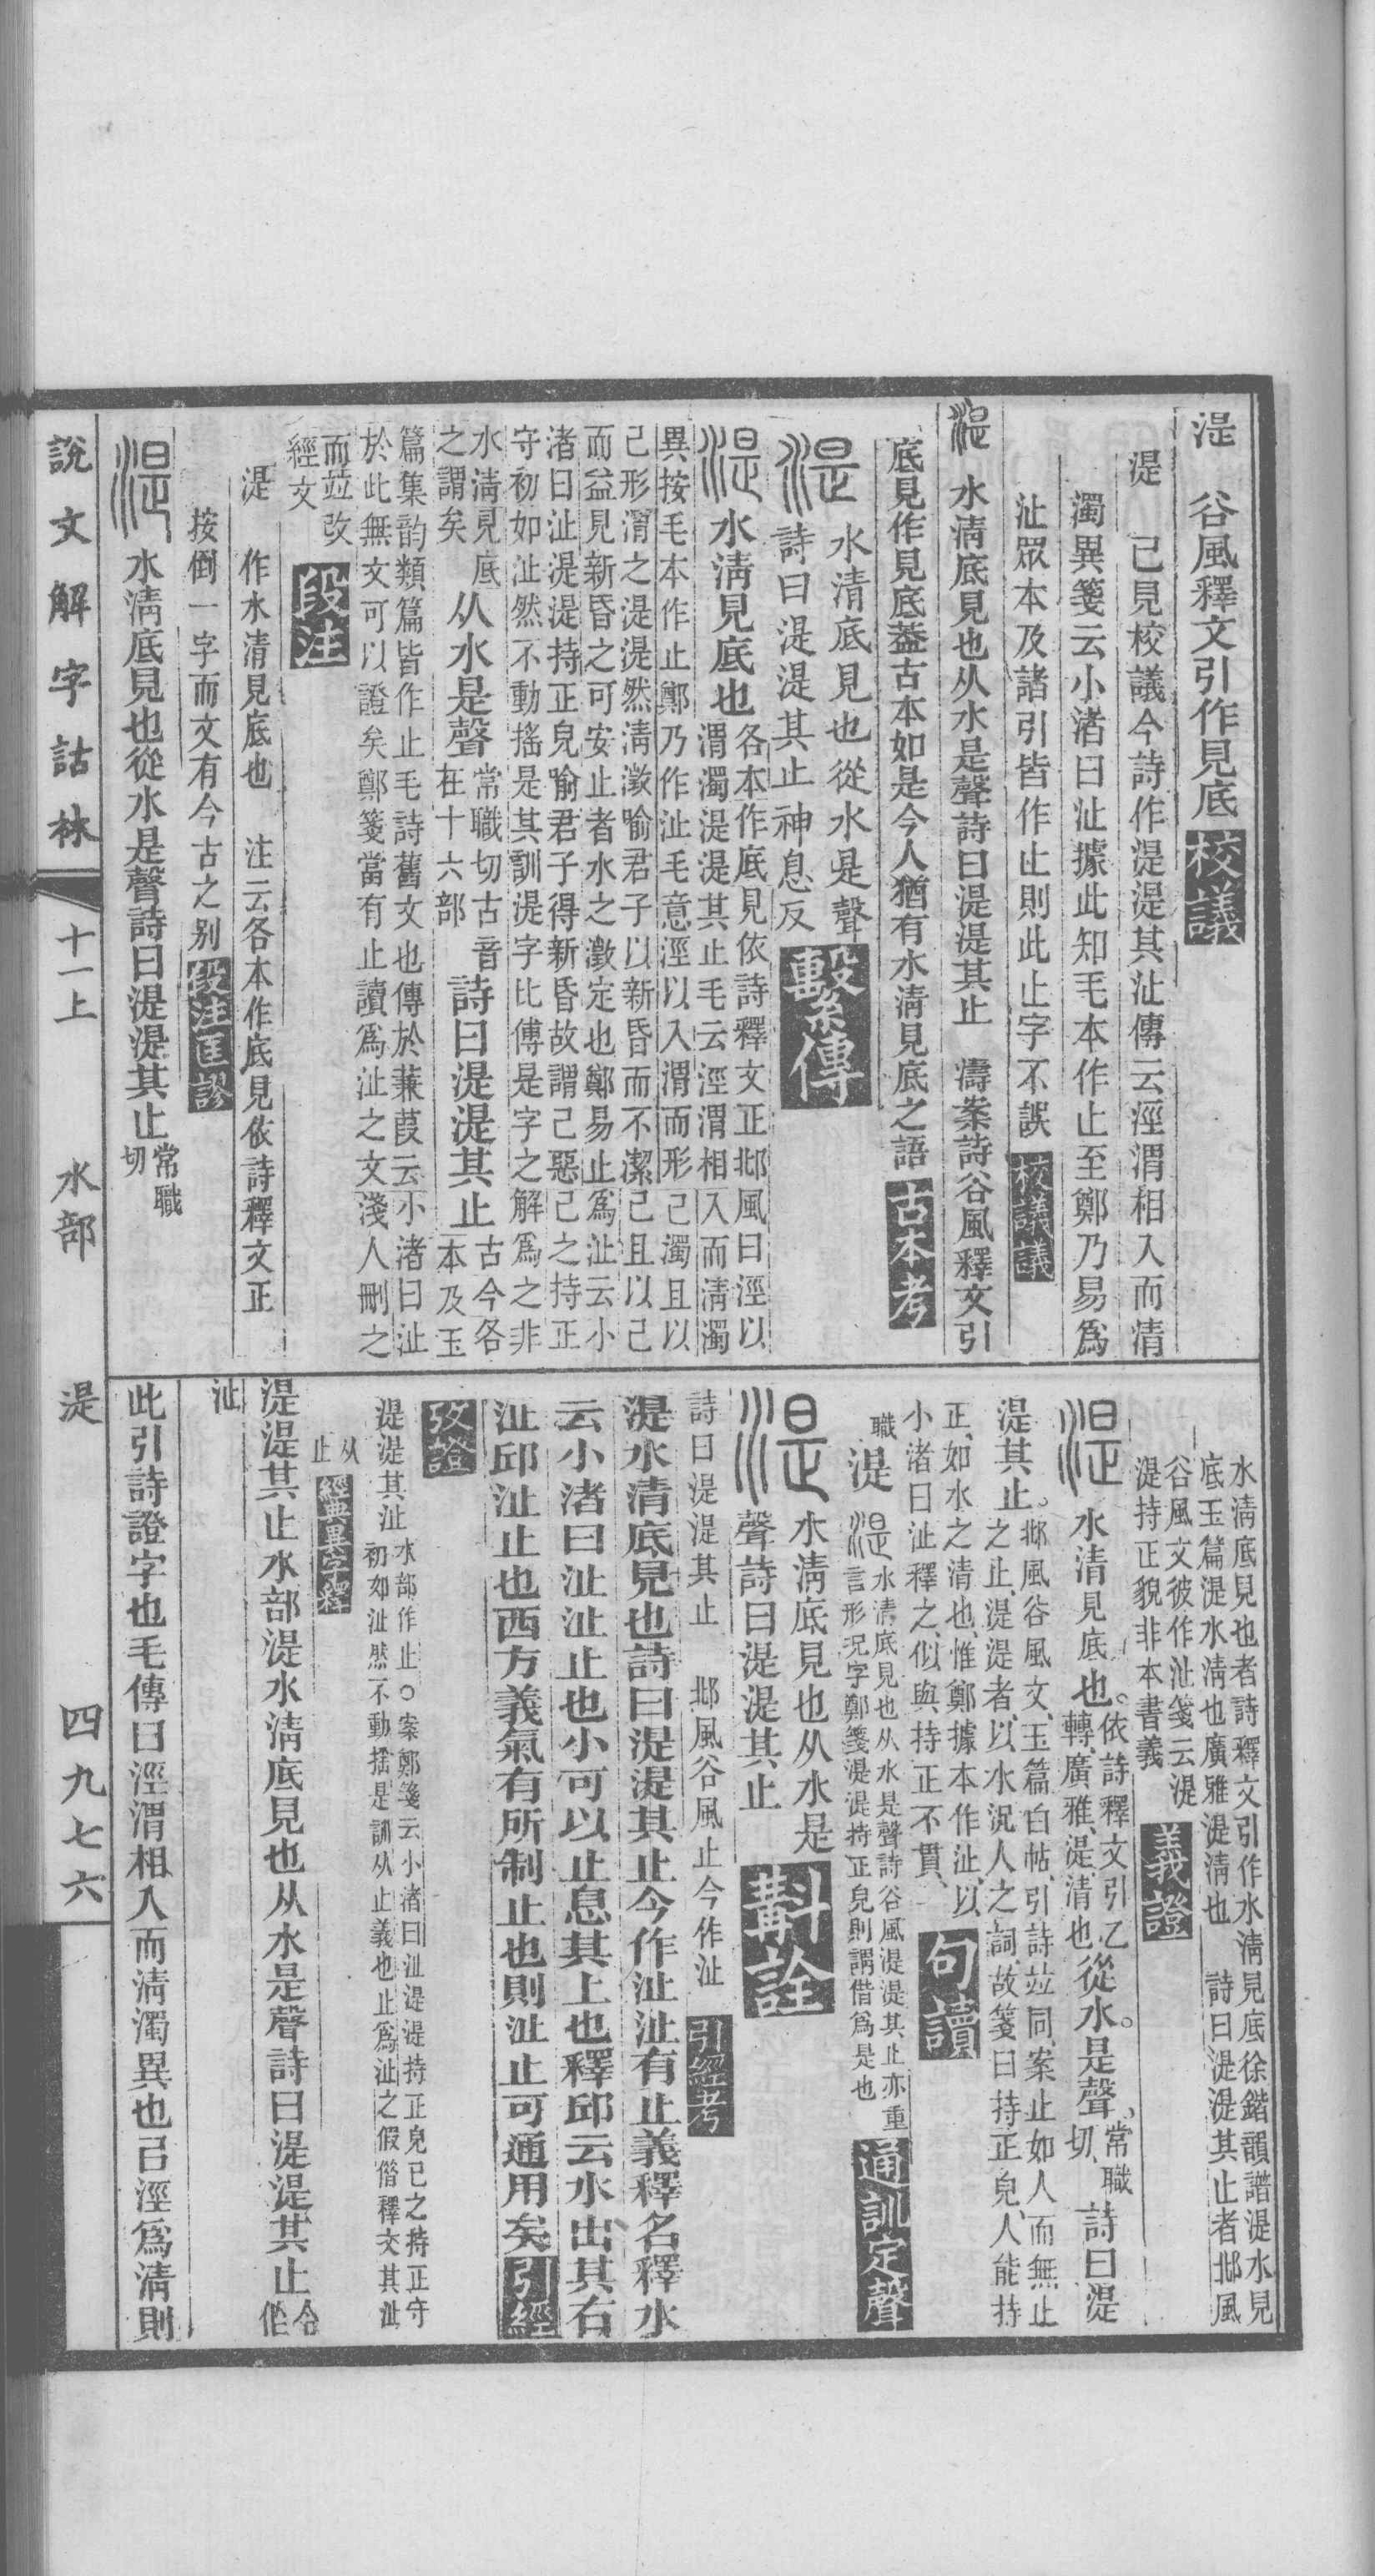 湜　谷風釋文引作見底 校議
湜　已見校議今詩作湜湜其沚傳云涇渭相入而淸
濁異箋云小渚曰沚據此知毛本作止至鄭乃易爲
沚眾本及諸引皆作止則此止字不誤 校議議
湜 水淸底見也从水是聲詩曰湜湜其止　濤案詩谷風釋文引
底見作見底葢古本如是今人猶有水淸見底之語 古本考
湜 水清底見也從水是聲
詩曰湜湜其止神息反 繫傳
湜 水淸見底也 各本作底見依詩釋文正邶風曰涇以
渭濁湜湜其止毛云涇渭相入而淸濁
異按毛本作止鄭乃作沚毛意涇以入渭而形己濁且以
己形渭之湜湜然淸澂喻君子以新昏而不潔己且以己
而益見新昏之可安止者水之澂定也鄭易止爲沚云小
渚曰沚湜湜持正皃喻君子得新昏故謂己惡己之持正
守初如沚然不動搖是其訓湜字比傅是字之解爲之非
水淸見底
之謂矣 从水是聲 常職切古音
在十六部 詩曰湜湜其止 古今各
本及玉
篇集韵類篇皆作止毛詩舊文也傳於蒹葭云小渚曰沚
於此無文可以證矣鄭箋當有止讀爲沚之文淺人刪之
而竝改
經文 段注
湜　作水清見底也　注云各本作底見依詩釋文正
按倒一字而文有今古之別 段注匡謬
湜 水淸底見也從水是聲詩曰湜湜其止 常職
切
水淸底見也者詩釋文引作水淸見底徐鍇韻譜湜水見
底玉篇湜水淸也廣雅湜淸也　詩曰湜湜其止者邶風
谷風文彼作沚箋云湜
湜持正貌非本書義 義證
湜 水清見底也。 依詩釋文引乙
轉、廣雅、湜、清也 從水。是聲、 常職
切、 詩曰湜
湜其止。 邶風谷風文、玉篇白帖、引詩竝同、案止如人而無止
之止、湜湜者、以水況人之詞、故箋曰持正皃、人能持
正、如水之清也、惟鄭據本作沚、以
小渚曰沚釋之、似與持正不貫、 句讀
職 湜 湜 水淸底見也从水是聲詩谷風湜湜其止亦重
言形況字鄭箋湜湜持正皃則謂借爲是也 通訓定聲
湜 水淸底見也从水是
聲詩曰湜湜其止 斠詮
詩曰湜湜其止　邶風谷風止今作沚 引經考
湜水清底見也詩曰湜湜其止今作沚沚有止義釋名釋水
云小渚曰沚沚止也小可以止息其上也釋邱云水出其右
沚邱沚止也西方義氣有所制止也則沚止可通用矣 引經
攷證
湜湜其沚 水部作止○案鄭箋云小渚曰沚湜湜持正皃已之持正守
初如沚然不動搖是訓从止義也止爲沚之假偕釋文其沚
从
止 經典異字釋
湜湜其止水部湜水淸底見也从水是聲詩曰湜湜其止 今
作
沚
此引詩證字也毛傳曰涇渭相入而淸濁異也己涇爲淸則
說文解字詁林 十一上　水部　湜　四九七六